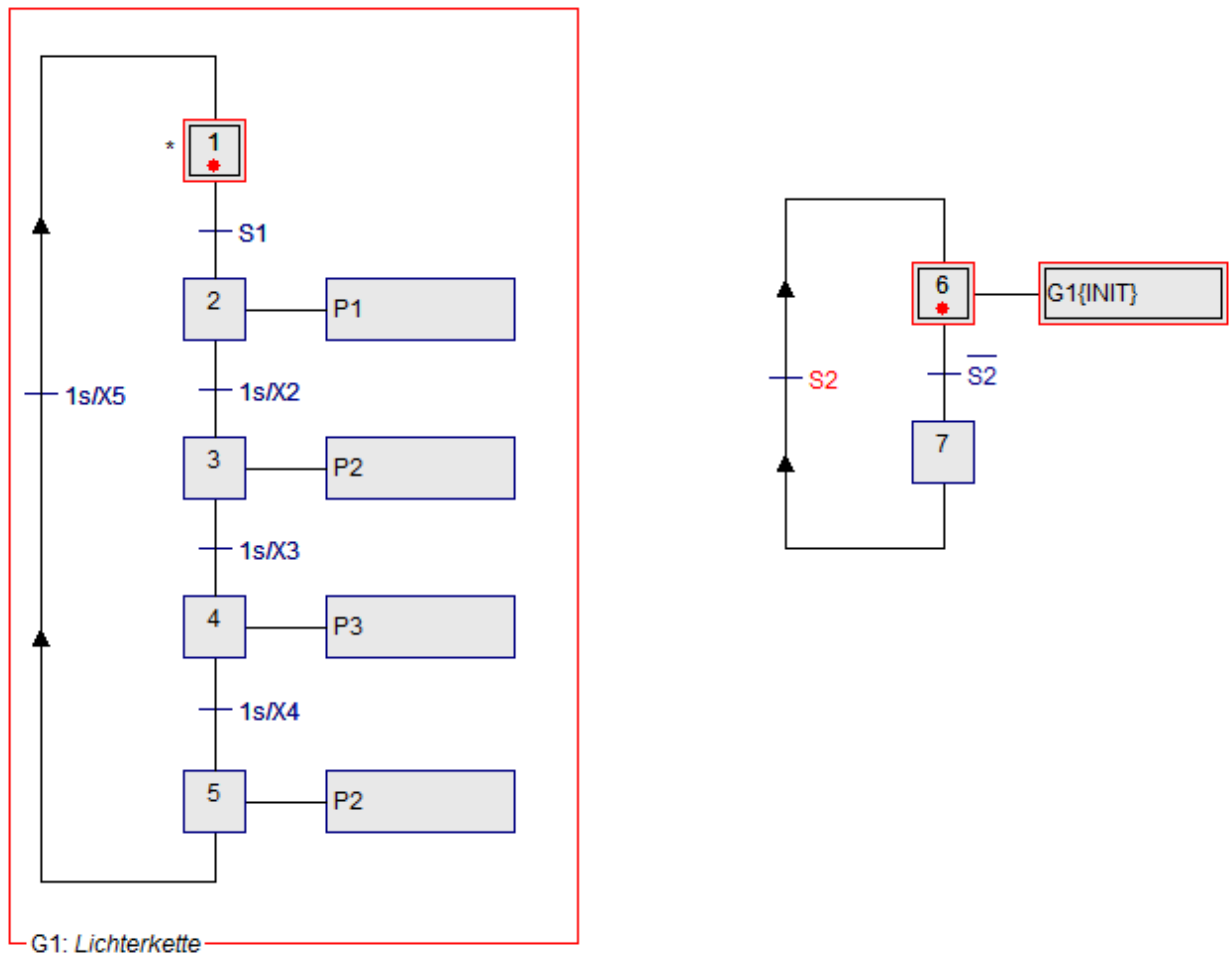 *
1
S1
2
P1
1s/X2
3
P2
1s/X3
4
P3
1s/X4
5
P2
1s/X5
G1: Lichterkette
6
G1{INIT}
S2
S̅2̅
7